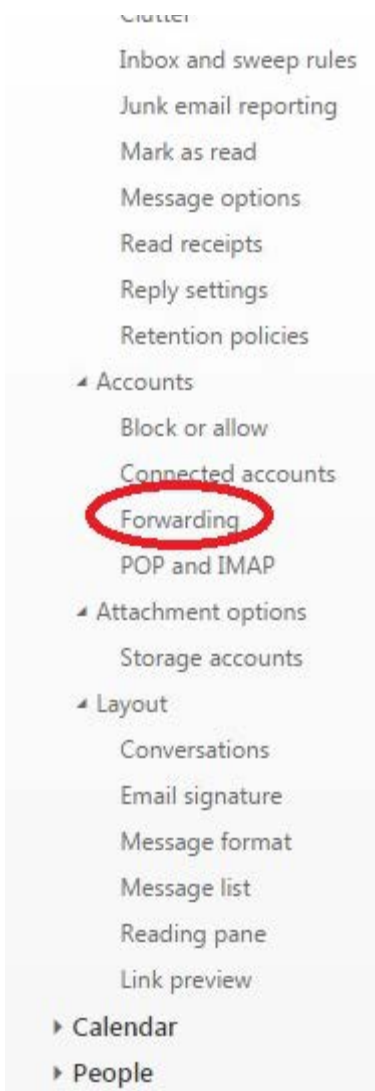 Clutter
Inbox and sweep rules
Junk email reporting
Mark as read
Message options
Read receipts
Reply settings
Retention policies
Accounts
Block or allow
Connected accounts
Forwarding
POP and IMAP
Attachment options
Storage accounts
Layout
Conversations
Email signature
Message format
Message list
Reading pane
Link preview
Calendar
People